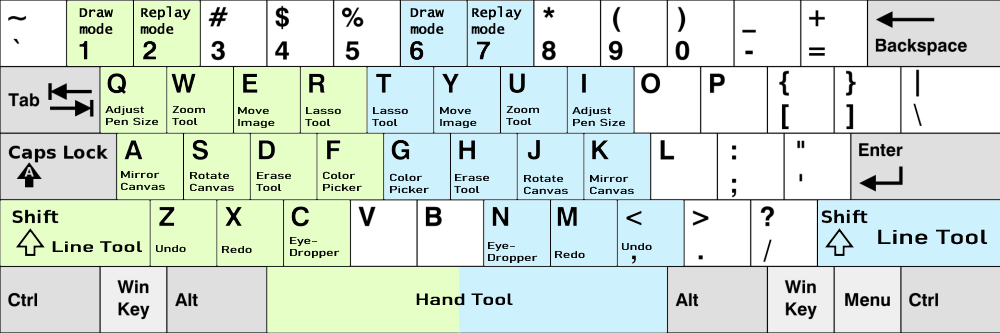 ~ Draw Replay # $ % Draw Replay * ( ) _ + 
mode mode mode mode Backspace
` 1 2 3 4 5 6 7 8 9 0 - =
Tab Q W E R T Y U I O P { } |
Adjust Zoom Move Lasso Lasso Move Zoom Adjust
Pen Size Tool Image Tool Tool Image Tool Pen Size [ ] \
Caps Lock A S D F G H J K L : " Enter
A Mirror Rotate Erase Color Color Erase Rotate Mirror
Canvas Canvas Tool Picker Picker Tool Canvas Canvas ; '
Shift Z X C V B N M < > ? Shift
Line Tool Undo Redo Eye- Eye- Redo Undo Line Tool
Dropper Dropper , . /
Ctrl Win Alt Hand Tool Alt Win Menu Ctrl
Key Key